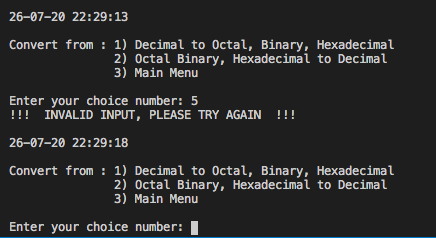 26-07-20 22:29:13
Convert from : 1) Decimal to Octal, Binary, Hexadecimal
2) Octal Binary, Hexadecimal to Decimal
3) Main Menu
Enter your choice number: 5
!!!  INVALID INPUT, PLEASE TRY AGAIN  !!!
26-07-20 22:29:18
Convert from : 1) Decimal to Octal, Binary, Hexadecimal
2) Octal Binary, Hexadecimal to Decimal
3) Main Menu
Enter your choice number: